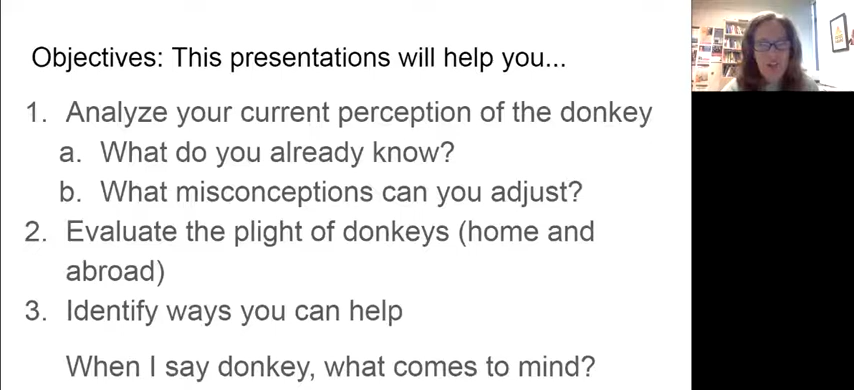 Objectives: This presentations will help you...
1. Analyze your current perception of the donkey
a. What do you already know?
b. What misconceptions can you adjust?
2. Evaluate the plight of donkeys (home and
abroad)
3. Identify ways you can help
When I say donkey, what comes to mind?